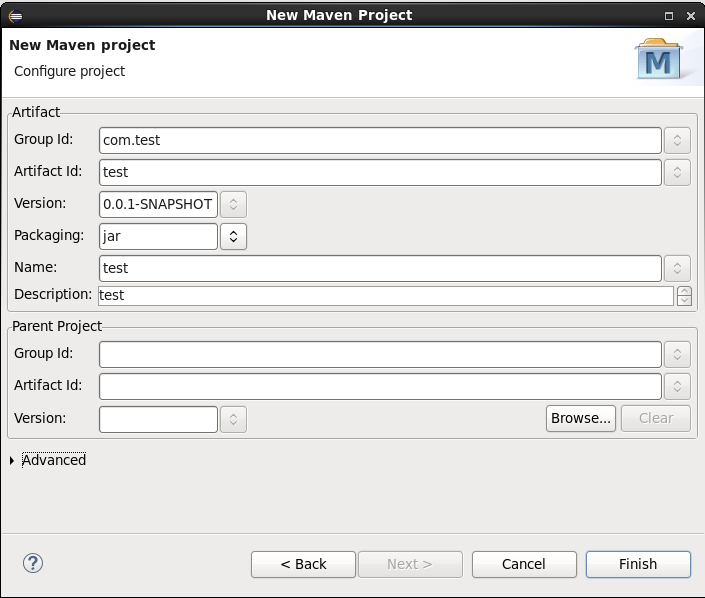 New Maven Project
New Maven project
Configure project
M
Artifact
Group Id: com.test
Artifact Id: test
Version: 0.0.1-SNAPSHOT
Packaging: jar
Name: test
Description: test
Parent Project
Group Id:
Artifact Id:
Version: Browse... Clear
Advanced
? < Back Next > Cancel Finish